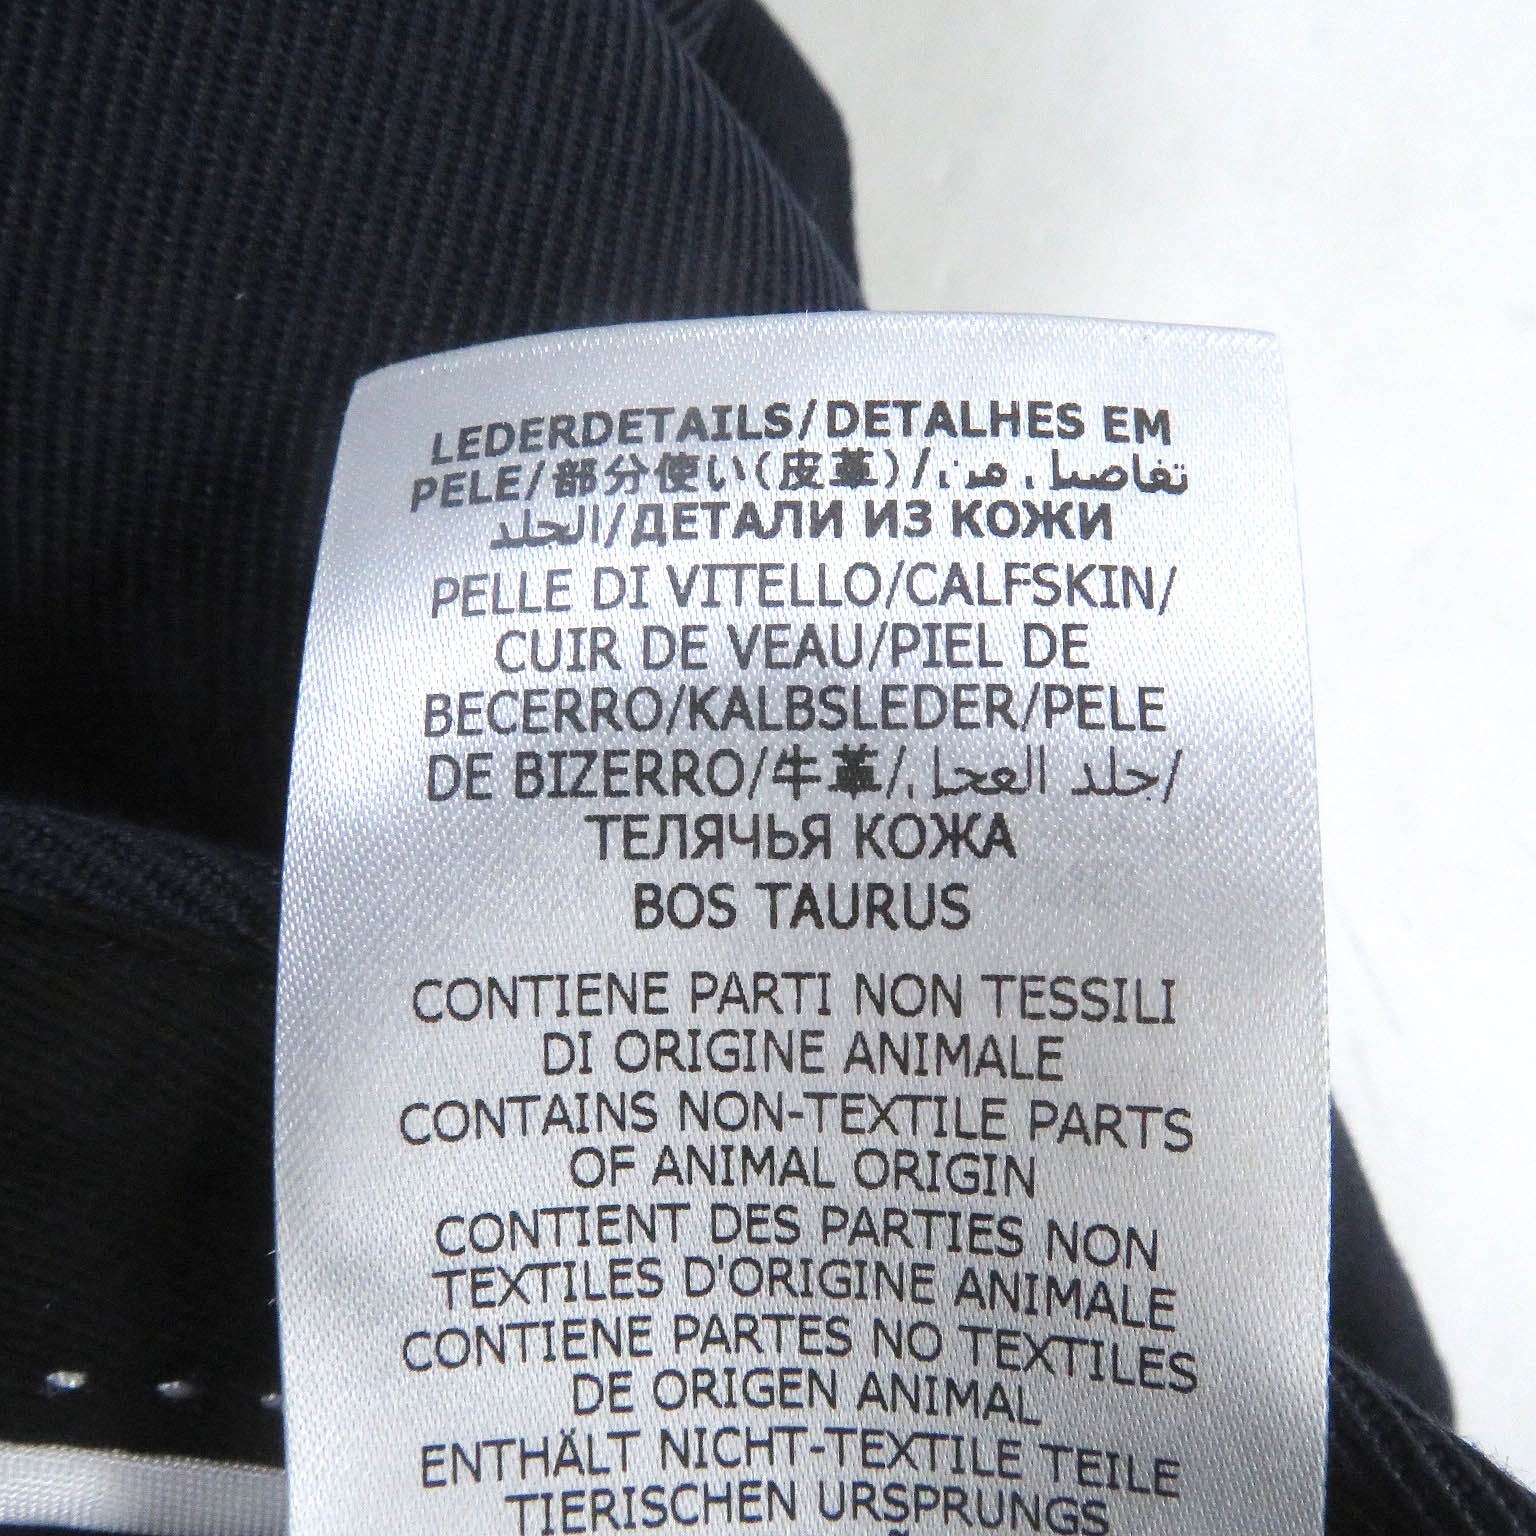 LEDERDETAILS/DETALHES EM
PELE/部分使い(皮革)/تفاصيل من
الجلد/ДЕТАЛИ ИЗ КОЖИ
PELLE DI VITELLO/CALFSKIN/
CUIR DE VEAU/PIEL DE
BECERRO/KALBSLEDER/PELE
DE BIZERRO/牛革/جلد العجل/
ТЕЛЯЧЬЯ КОЖА
BOS TAURUS
CONTIENE PARTI NON TESSILI
DI ORIGINE ANIMALE
CONTAINS NON-TEXTILE PARTS
OF ANIMAL ORIGIN
CONTIENT DES PARTIES NON
TEXTILES D'ORIGINE ANIMALE
CONTIENE PARTES NO TEXTILES
DE ORIGEN ANIMAL
ENTHÄLT NICHT-TEXTILE TEILE
TIERISCHEN URSPRUNGS